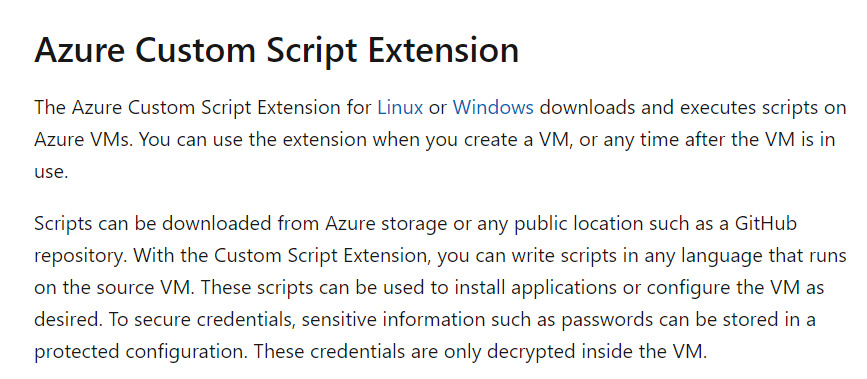 Azure Custom Script Extension
The Azure Custom Script Extension for Linux or Windows downloads and executes scripts on
Azure VMs. You can use the extension when you create a VM, or any time after the VM is in
use.
Scripts can be downloaded from Azure storage or any public location such as a GitHub
repository. With the Custom Script Extension, you can write scripts in any language that runs
on the source VM. These scripts can be used to install applications or configure the VM as
desired. To secure credentials, sensitive information such as passwords can be stored in a
protected configuration. These credentials are only decrypted inside the VM.